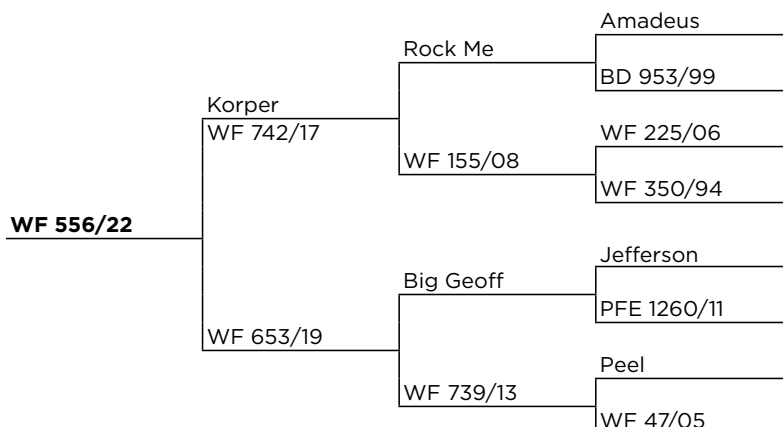 Amadeus
Rock Me
BD 953/99
Korper
WF 742/17
WF 225/06
WF 155/08
WF 350/94
WF 556/22
Jefferson
Big Geoff
PFE 1260/11
WF 653/19
Peel
WF 739/13
WF 47/05